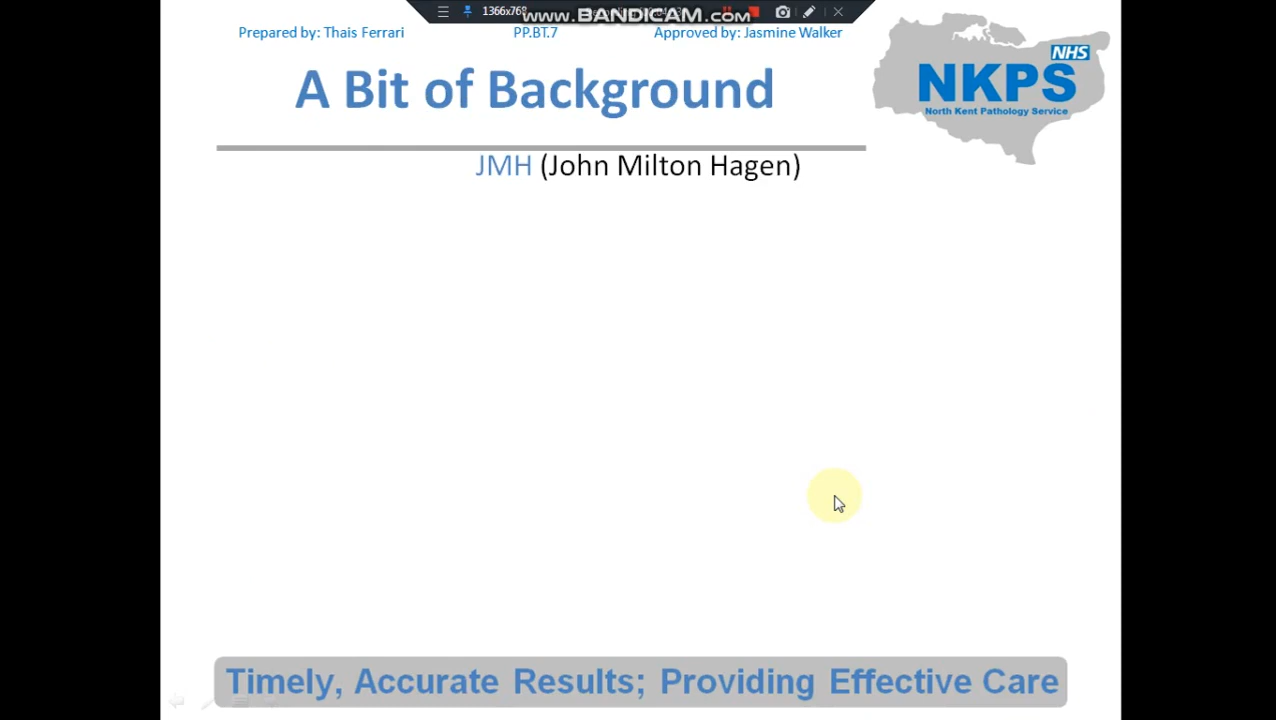 1366x768
www.BANDICAM.com
Prepared by: Thais Ferrari
PP.BT.7
Approved by: Jasmine Walker
NHS
NKPS
North Kent Pathology Service
A Bit of Background
JMH (John Milton Hagen)
Timely, Accurate Results; Providing Effective Care